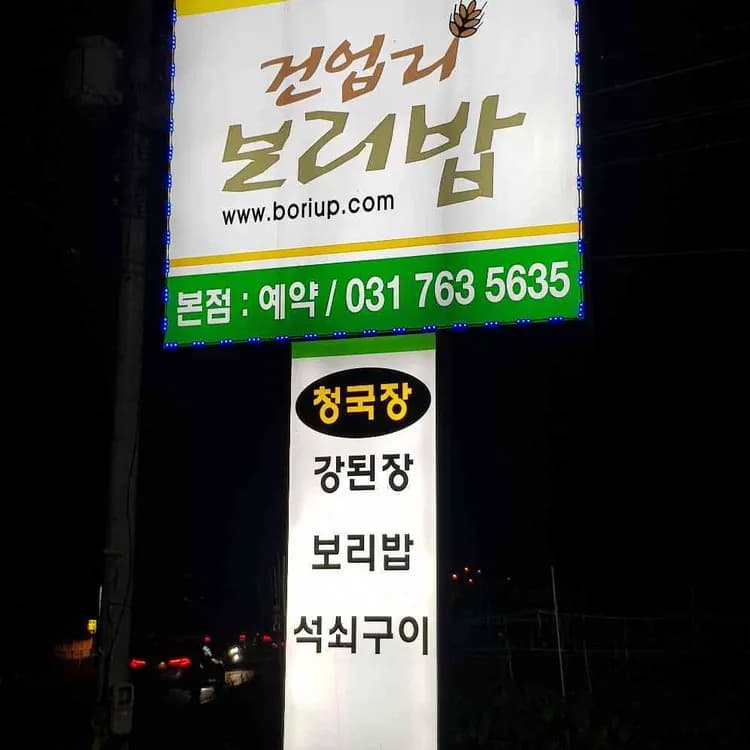 건업리
보리밥
www.boriup.com
본점 : 예약 / 031 763 5635
청국장
강된장
보리밥
석쇠구이